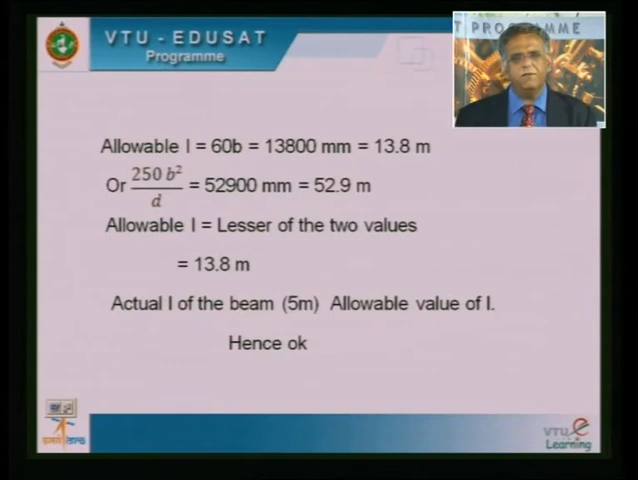 VTU - EDUSAT
Programme
T PROGRAMME
Allowable l = 60b = 13800 mm = 13.8 m
Or 250 b² / d = 52900 mm = 52.9 m
Allowable l = Lesser of the two values
= 13.8 m
Actual l of the beam (5m) Allowable value of l.
Hence ok
VTU e
Learning